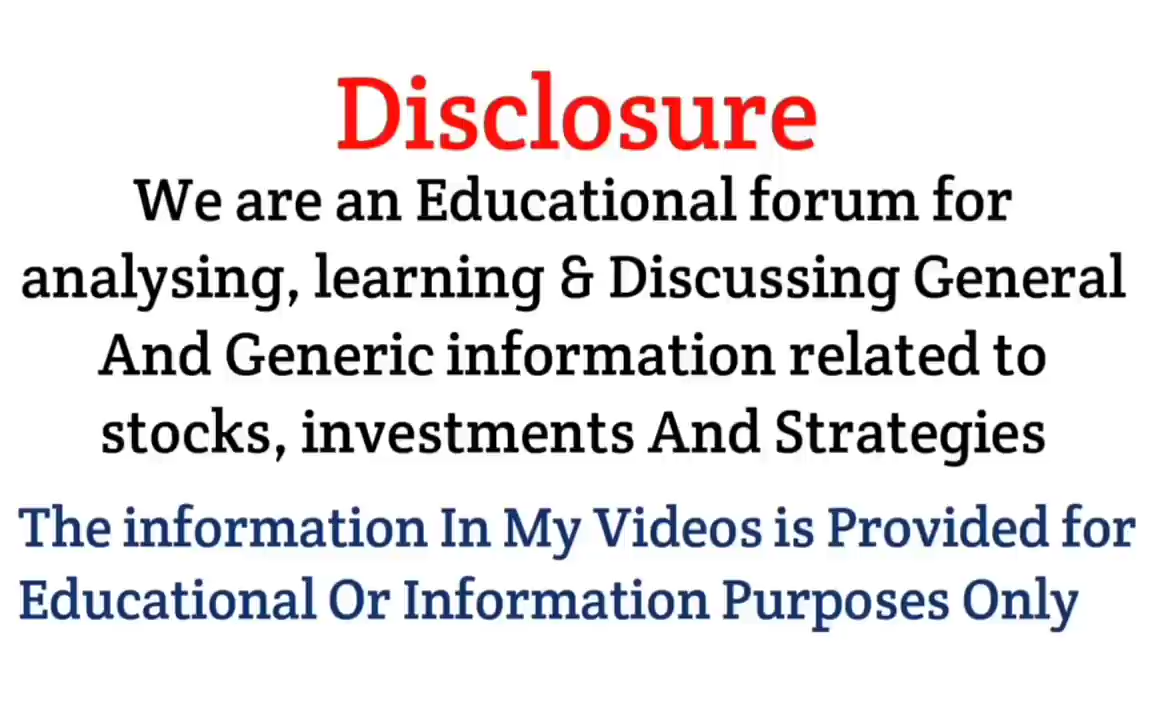 Disclosure
We are an Educational forum for
analysing, learning & Discussing General
And Generic information related to
stocks, investments And Strategies
The information In My Videos is Provided for
Educational Or Information Purposes Only